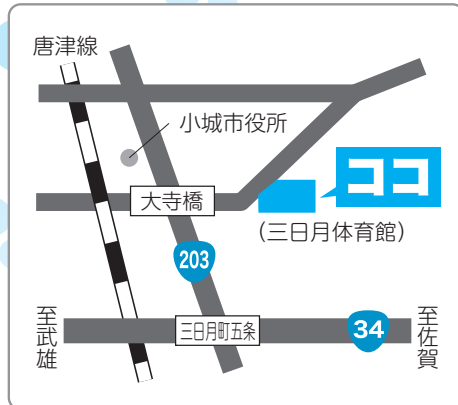 唐津線
小城市役所
ココ
大寺橋
(三日月体育館)
203
至武雄
三日月町五条
34
至佐賀